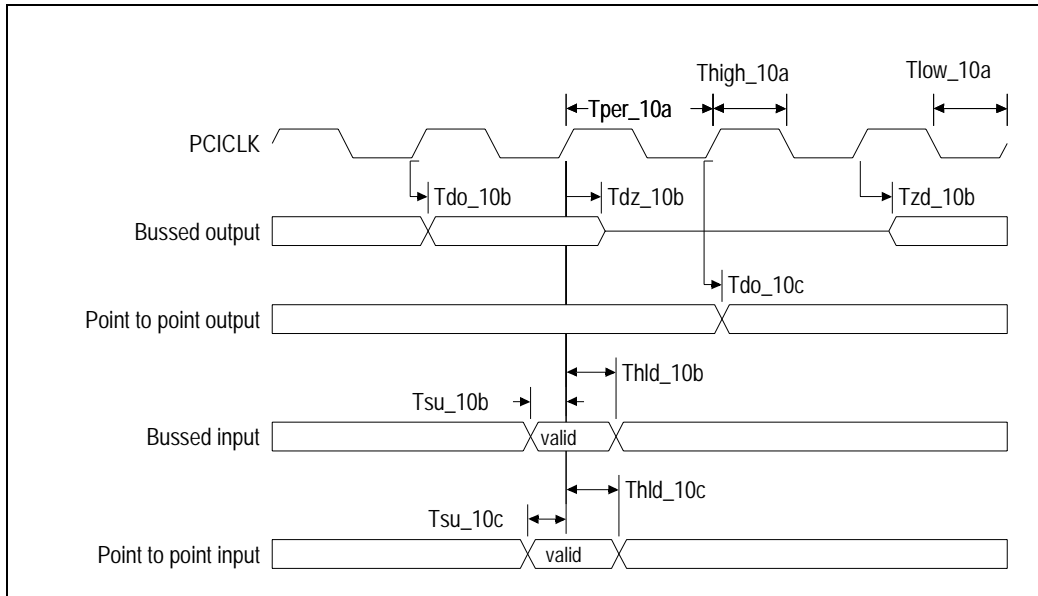 Thigh_10a
Tlow_10a
Tper_10a
PCICLK
Tdo_10b
Tdz_10b
Tzd_10b
Bussed output
Tdo_10c
Point to point output
Thld_10b
Tsu_10b
Bussed input
valid
Thld_10c
Tsu_10c
Point to point input
valid